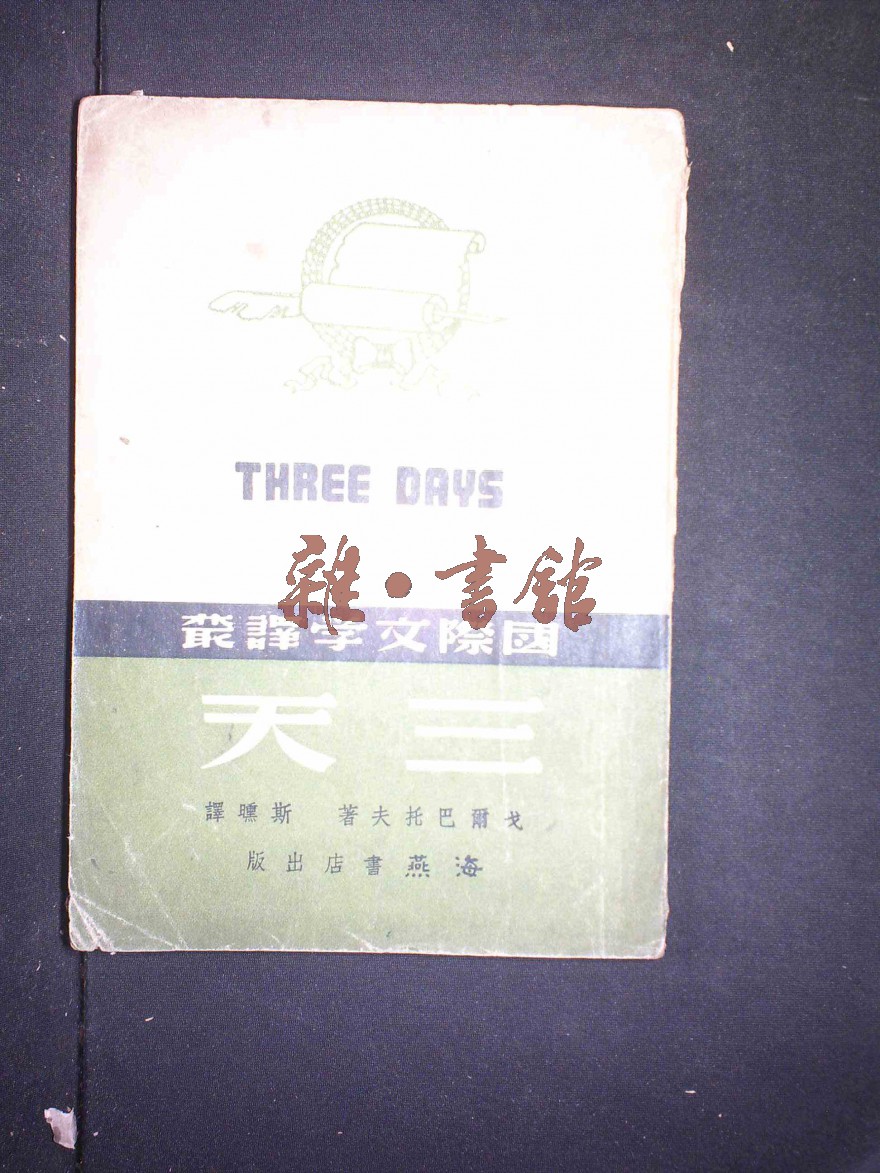 THREE DAYS
雜·書館
國際文學譯叢
三天
戈爾巴托夫著 斯曛譯
海燕書店出版